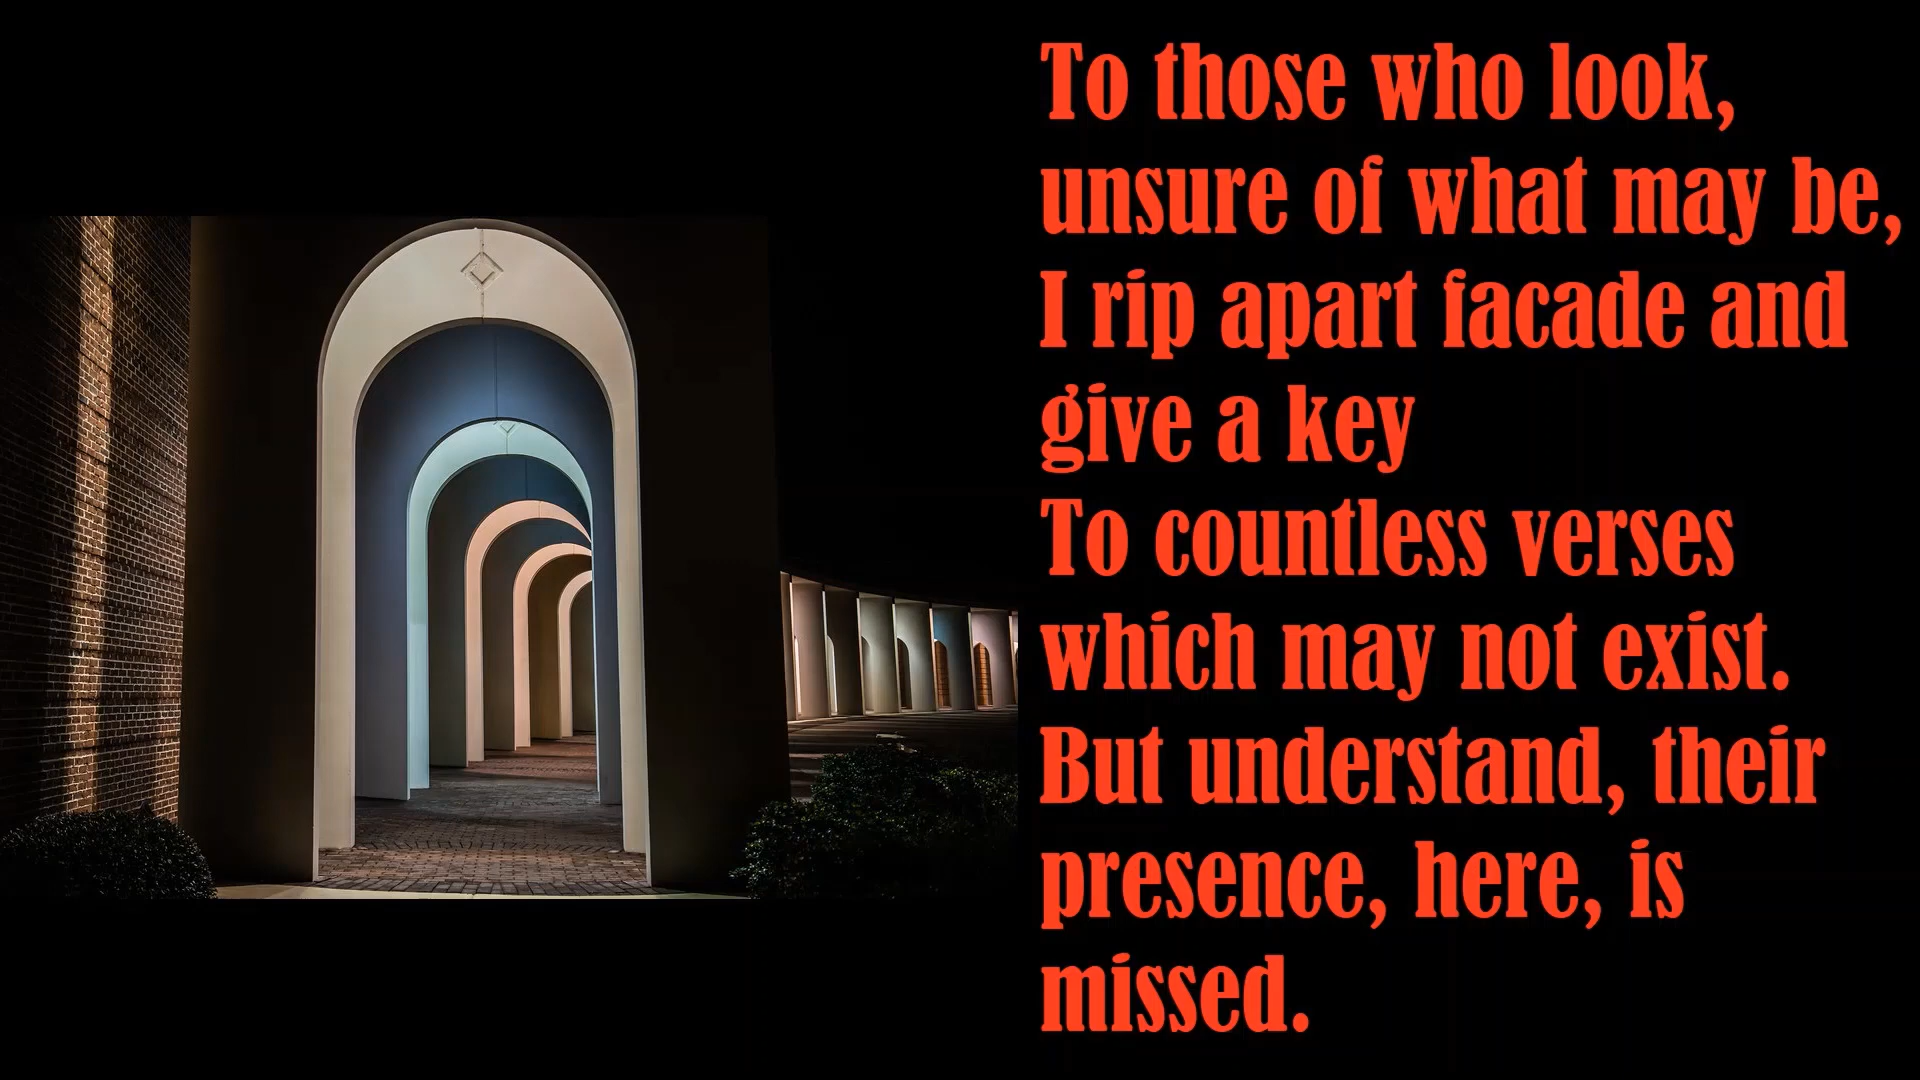 To those who look,
unsure of what may be,
I rip apart facade and
give a key
To countless verses
which may not exist.
But understand, their
presence, here, is
missed.